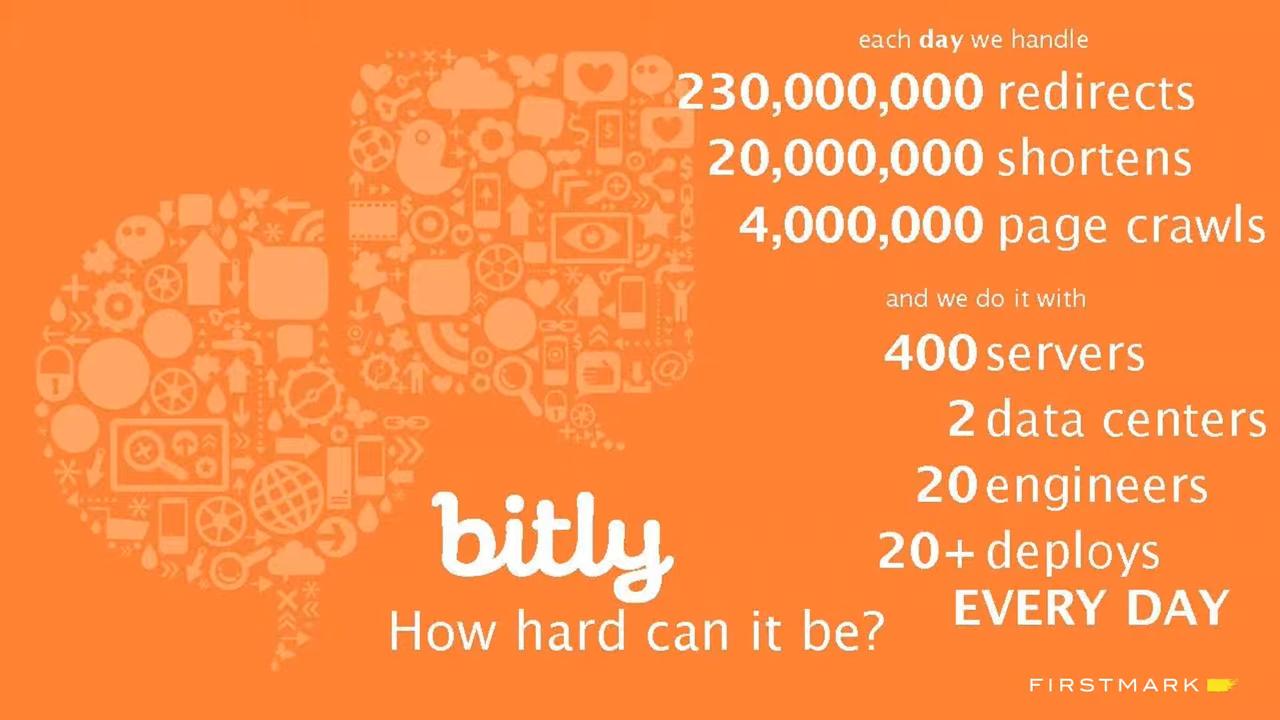 each day we handle
230,000,000 redirects
20,000,000 shortens
4,000,000 page crawls
and we do it with
400 servers
2 data centers
20 engineers
20+ deploys
EVERY DAY
bitly
How hard can it be?
FIRSTMARK